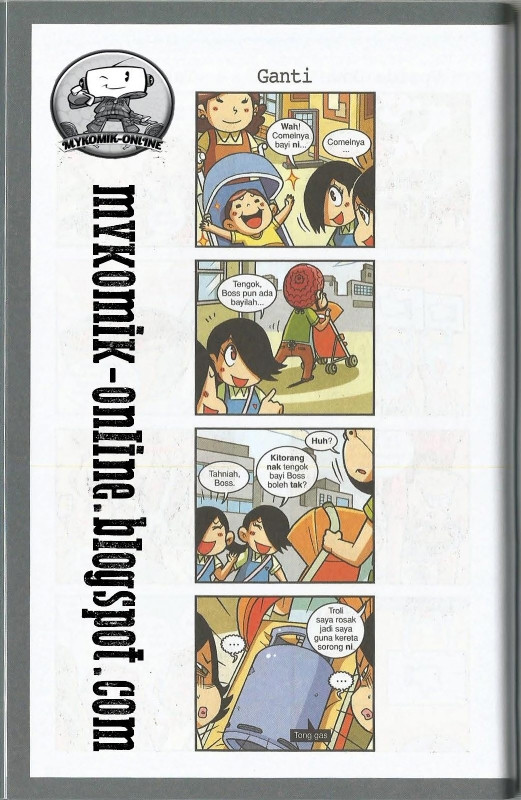 MYKOMIK-ONLINE
mykomik-online.blogspot.com
Ganti
Wah!
Comelnya
bayi ni...
Comelnya
...
Tengok,
Boss pun ada
bayilah...
Huh?
Kitorang
nak tengok
bayi Boss
boleh tak?
Tahniah,
Boss.
Troli
saya rosak
jadi saya
guna kereta
sorong ni.
...
...
Tong gas